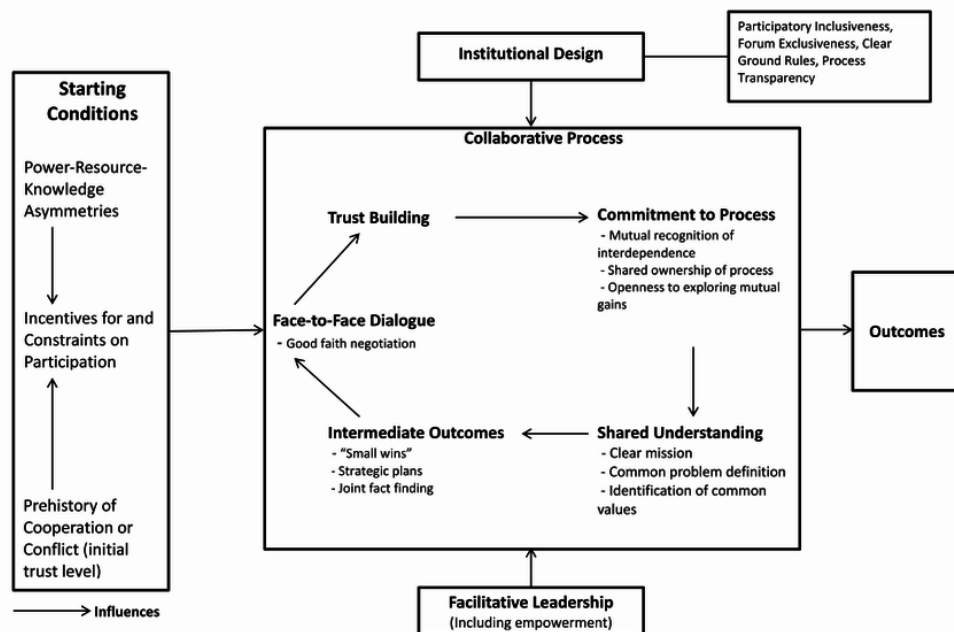 Starting
Conditions
Power-Resource-
Knowledge
Asymmetries
Incentives for and
Constraints on
Participation
Prehistory of
Cooperation or
Conflict (initial
trust level)
Influences
Institutional Design
Participatory Inclusiveness,
Forum Exclusiveness, Clear
Ground Rules, Process
Transparency
Collaborative Process
Trust Building
Commitment to Process
- Mutual recognition of
interdependence
- Shared ownership of process
- Openness to exploring mutual
gains
Face-to-Face Dialogue
- Good faith negotiation
Intermediate Outcomes
- “Small wins”
- Strategic plans
- Joint fact finding
Shared Understanding
- Clear mission
- Common problem definition
- Identification of common
values
Outcomes
Facilitative Leadership
(Including empowerment)